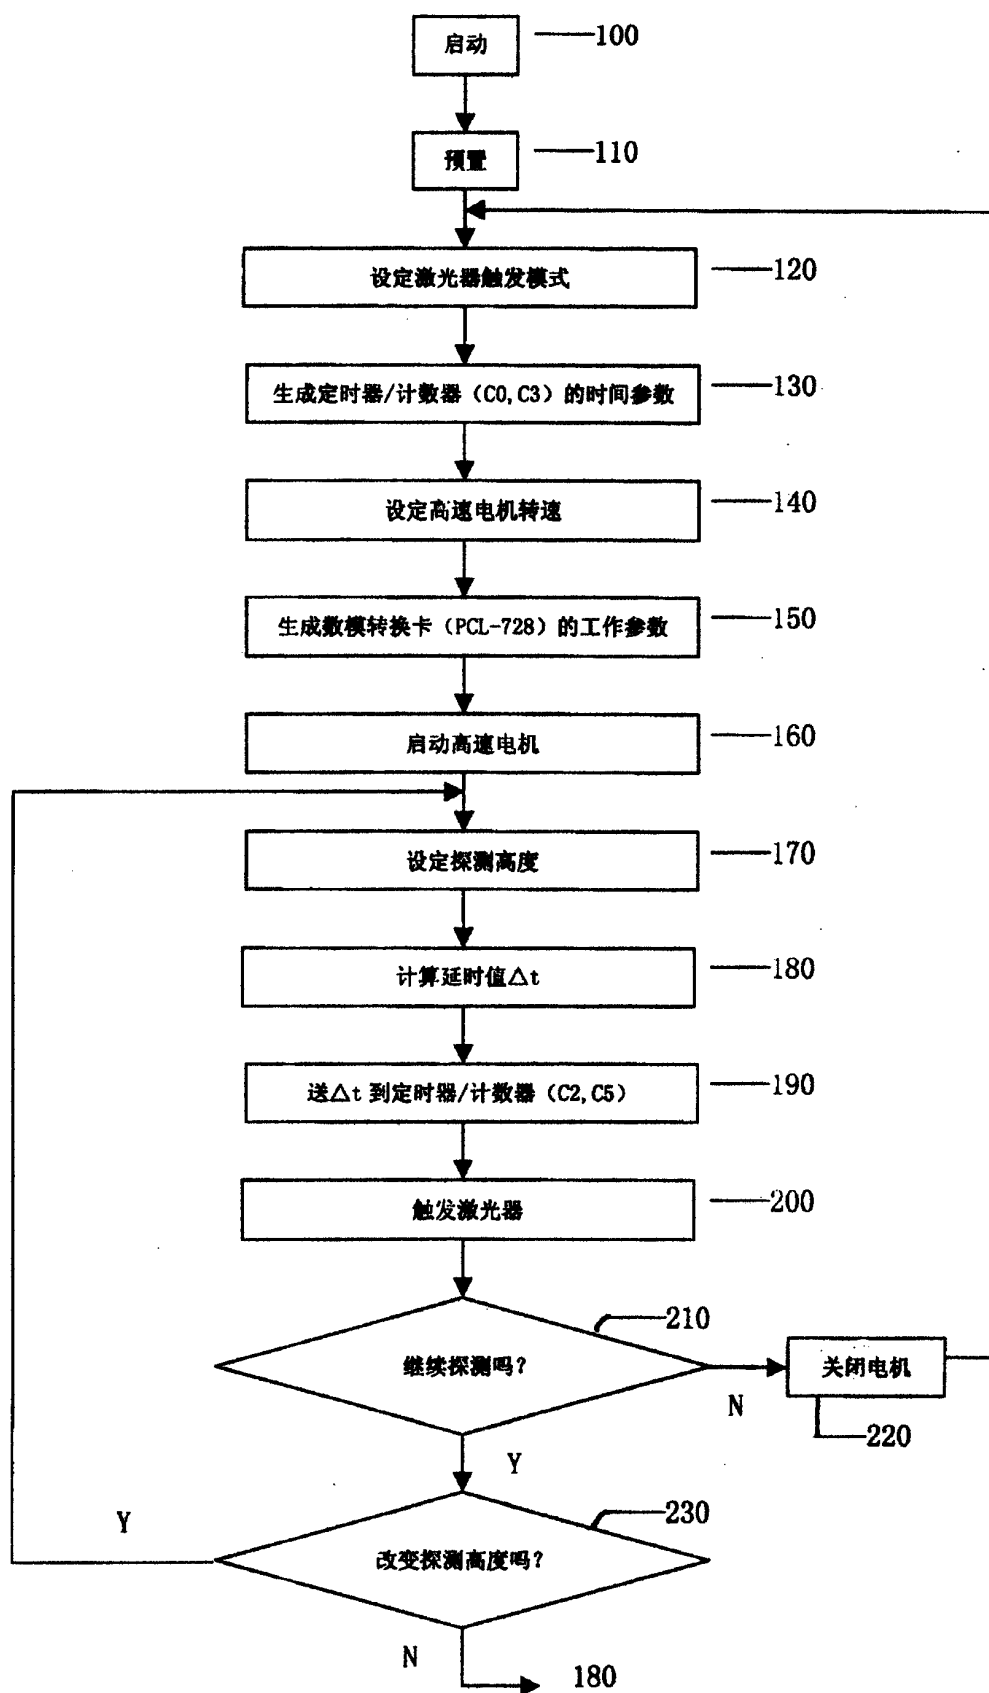 启动
100
预置
110
设定激光器触发模式
120
生成定时器/计数器（C0,C3）的时间参数
130
设定高速电机转速
140
生成数模转换卡（PCL-728）的工作参数
150
启动高速电机
160
设定探测高度
170
计算延时值△t
180
送△t到定时器/计数器（C2,C5）
190
触发激光器
200
210
继续探测吗？
关闭电机
N
220
Y
230
Y
改变探测高度吗？
N
180